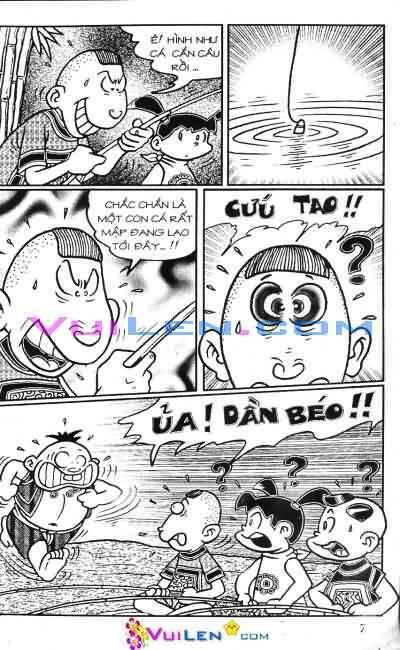 Ê! HÌNH NHƯ
CÁ CẮN CÂU
RỒI ...
CHẮC CHẮN LÀ
MỘT CON CÁ RẤT
MẬP ĐANG LAO
TỚI ĐÂY... !!
CỨÚ TAO !!
?
VUILEN.COM
ỦA! DẦN BÉO !!
? ? ?
7
VUILEN.COM